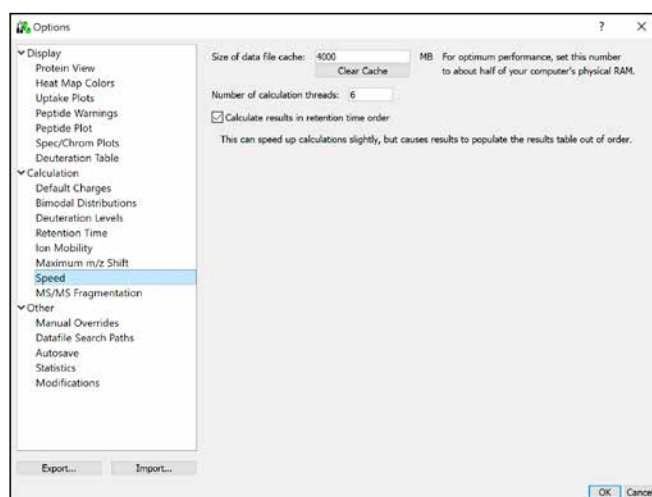 Options
Display
Protein View
Heat Map Colors
Uptake Plots
Peptide Warnings
Peptide Plot
Spec/Chrom Plots
Deuteration Table
Calculation
Default Charges
Bimodal Distributions
Deuteration Levels
Retention Time
Ion Mobility
Maximum m/z Shift
Speed
MS/MS Fragmentation
Other
Manual Overrides
Datafile Search Paths
Autosave
Statistics
Modifications
Export... Import...
Size of data file cache: 4000 MB For optimum performance, set this number
Clear Cache to about half of your computer's physical RAM.
Number of calculation threads: 6
Calculate results in retention time order
This can speed up calculations slightly, but causes results to populate the results table out of order.
OK Cancel